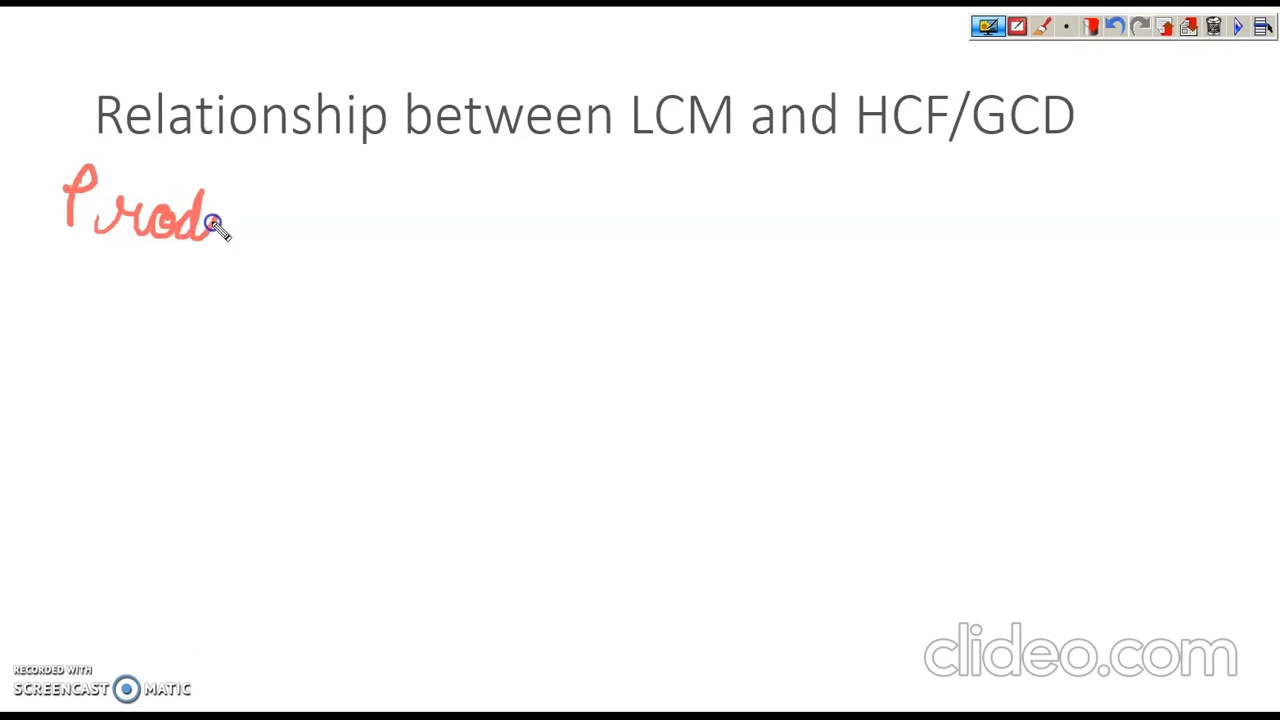 Relationship between LCM and HCF/GCD
Prod
RECORDED WITH
SCREENCAST MATIC
clideo.com